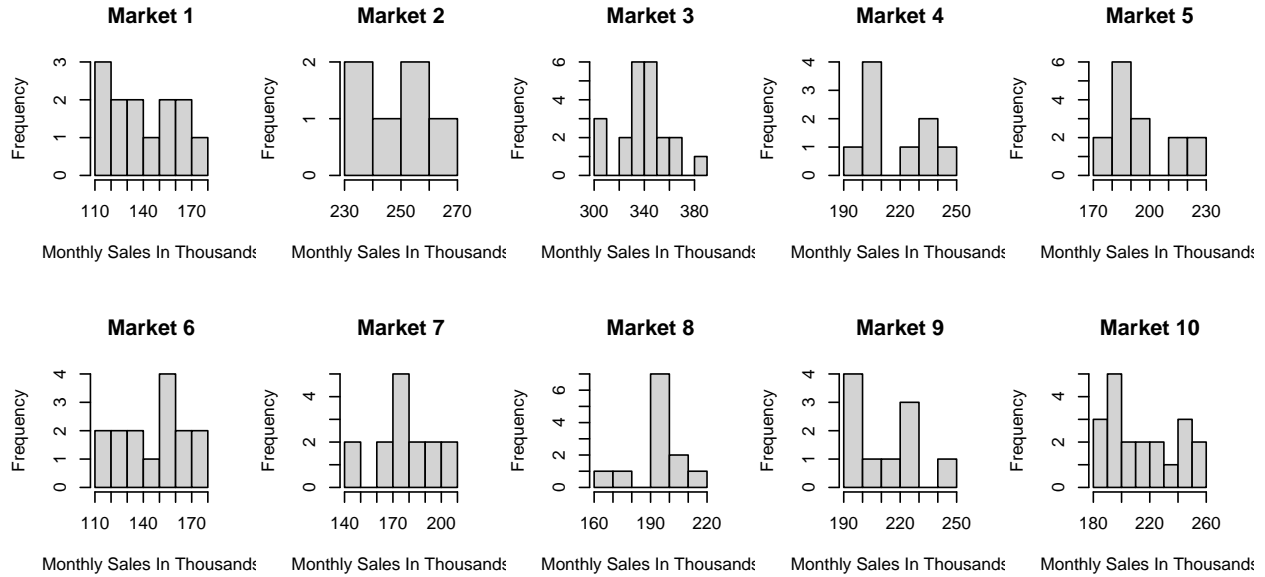 Market 1
Market 2
Market 3
Market 4
Market 5
Frequency
0 1 2 3
110 140 170
Monthly Sales In Thousands
Frequency
0 1 2
230 250 270
Monthly Sales In Thousands
Frequency
0 2 4 6
300 340 380
Monthly Sales In Thousands
Frequency
0 1 2 3 4
190 220 250
Monthly Sales In Thousands
Frequency
0 2 4 6
170 200 230
Monthly Sales In Thousands
Market 6
Market 7
Market 8
Market 9
Market 10
Frequency
0 1 2 3 4
110 140 170
Monthly Sales In Thousands
Frequency
0 2 4
140 170 200
Monthly Sales In Thousands
Frequency
0 2 4 6
160 190 220
Monthly Sales In Thousands
Frequency
0 1 2 3 4
190 220 250
Monthly Sales In Thousands
Frequency
0 2 4
180 220 260
Monthly Sales In Thousands